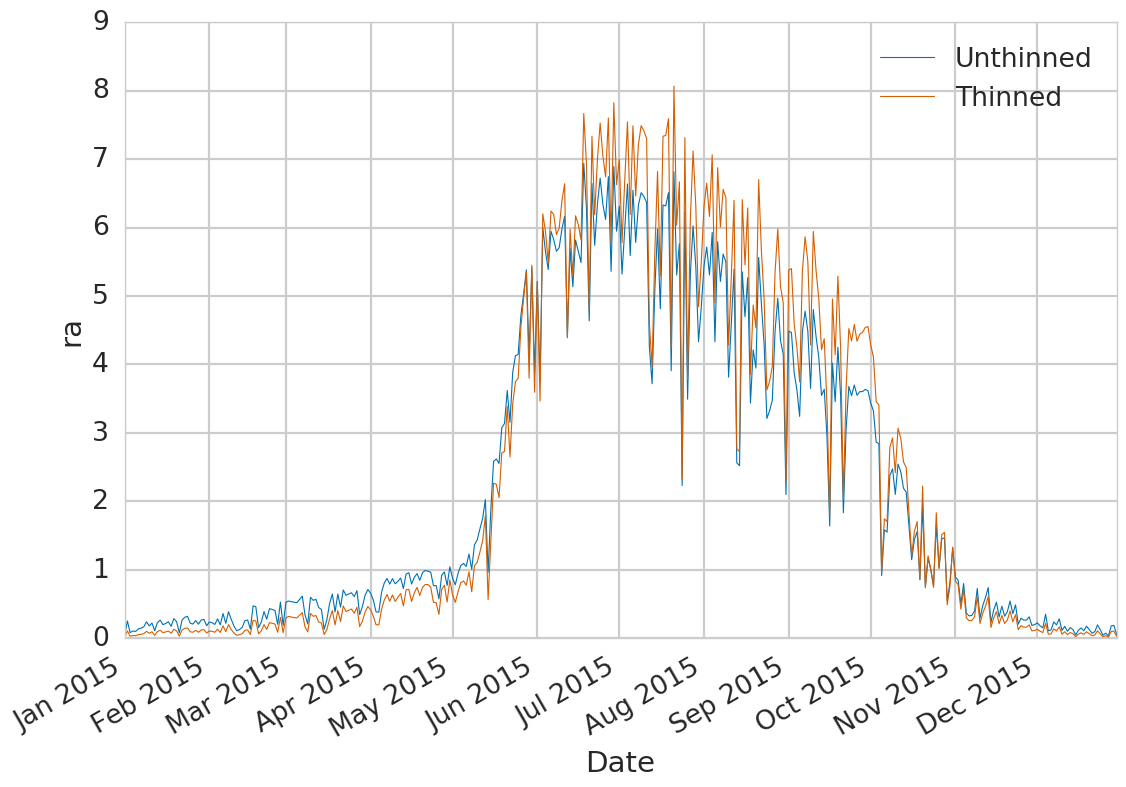 9
8
7
6
5
4
3
2
1
0
ra
Unthinned
Thinned
Jan 2015
Feb 2015
Mar 2015
Apr 2015
May 2015
Jun 2015
Jul 2015
Aug 2015
Sep 2015
Oct 2015
Nov 2015
Dec 2015
Date